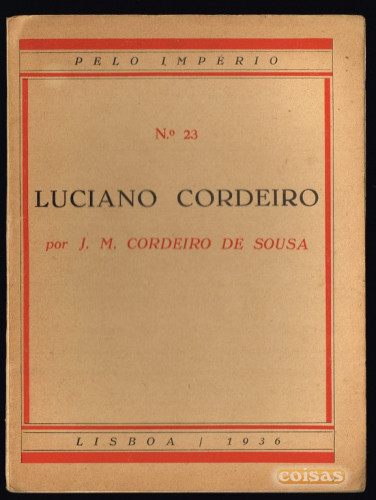 PELO IMPÉRIO
N.º 23
LUCIANO CORDEIRO
por J. M. CORDEIRO DE SOUSA
LISBOA / 1936
coisas